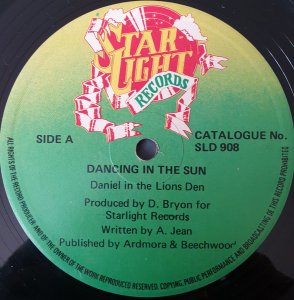 STAR
LIGHT
RECORDS
SIDE A
CATALOGUE No.
SLD 908
DANCING IN THE SUN
Daniel in the Lions Den
Produced by D. Bryon for
Starlight Records
Written by A. Jean
Published by Ardmora & Beechwood
ALL RIGHTS OF THE RECORD PRODUCER AND OF THE OWNER OF THE WORK REPRODUCED RESERVED. COPYING, PUBLIC PERFORMANCE AND BROADCASTING OF THIS RECORD PROHIBITED